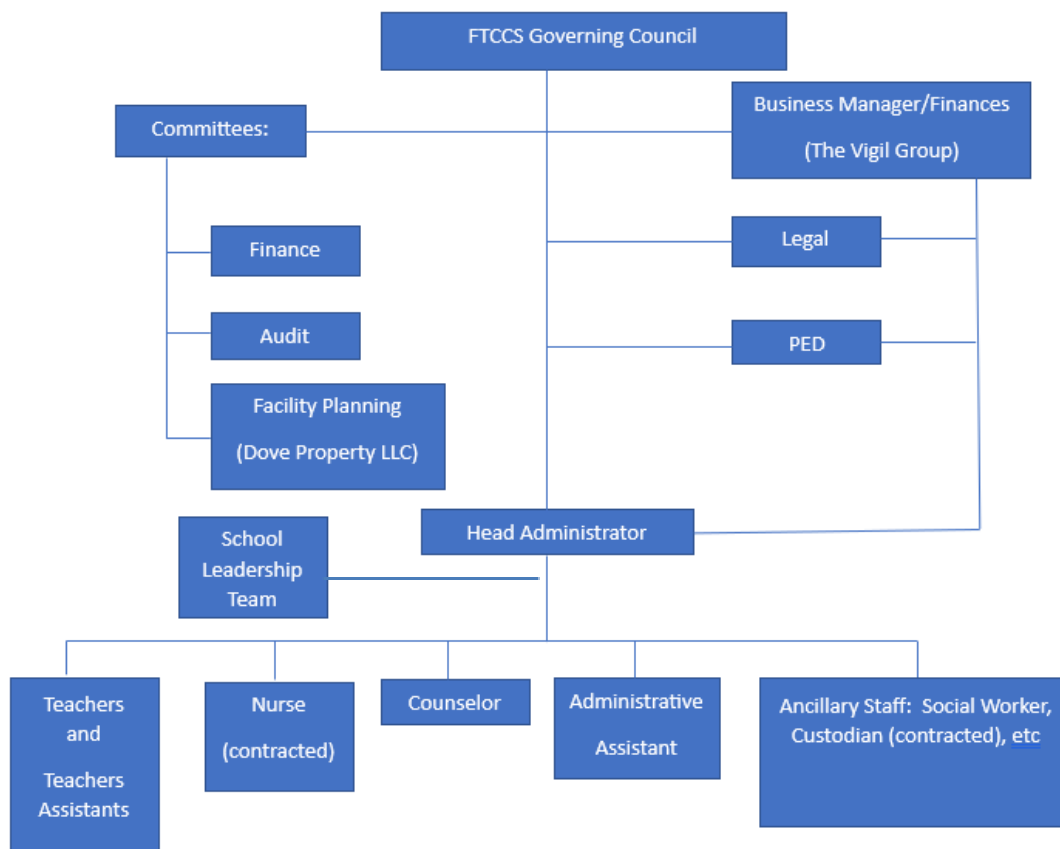 FTCCS Governing Council
Committees:
Business Manager/Finances
(The Vigil Group)
Finance
Legal
Audit
PED
Facility Planning
(Dove Property LLC)
Head Administrator
School
Leadership
Team
Teachers
and
Teachers
Assistants
Nurse
(contracted)
Counselor
Administrative
Assistant
Ancillary Staff:  Social Worker,
Custodian (contracted), etc